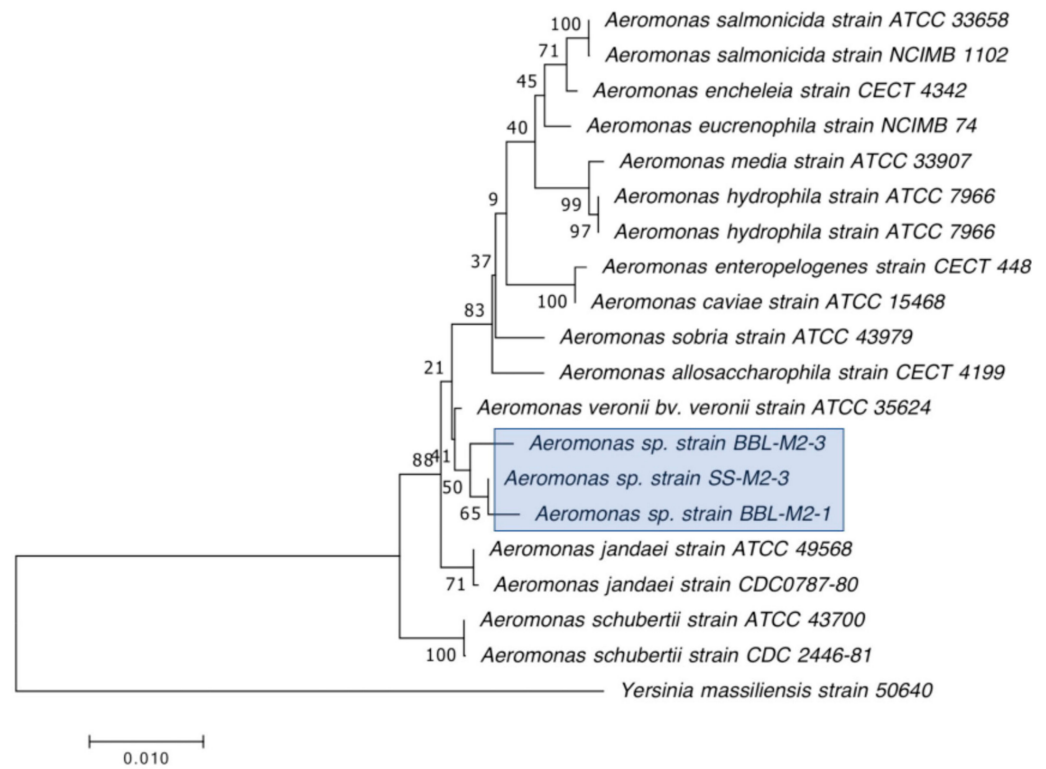 100 Aeromonas salmonicida strain ATCC 33658
Aeromonas salmonicida strain NCIMB 1102
71
45 Aeromonas encheleia strain CECT 4342
40 Aeromonas eucrenophila strain NCIMB 74
Aeromonas media strain ATCC 33907
99 Aeromonas hydrophila strain ATCC 7966
9
97 Aeromonas hydrophila strain ATCC 7966
37 Aeromonas enteropelogenes strain CECT 448
100 Aeromonas caviae strain ATCC 15468
83
Aeromonas sobria strain ATCC 43979
21 Aeromonas allosaccharophila strain CECT 4199
Aeromonas veronii bv. veronii strain ATCC 35624
Aeromonas sp. strain BBL-M2-3
88 41
50 Aeromonas sp. strain SS-M2-3
65 Aeromonas sp. strain BBL-M2-1
Aeromonas jandaei strain ATCC 49568
71 Aeromonas jandaei strain CDC0787-80
Aeromonas schubertii strain ATCC 43700
100 Aeromonas schubertii strain CDC 2446-81
Yersinia massiliensis strain 50640
0.010